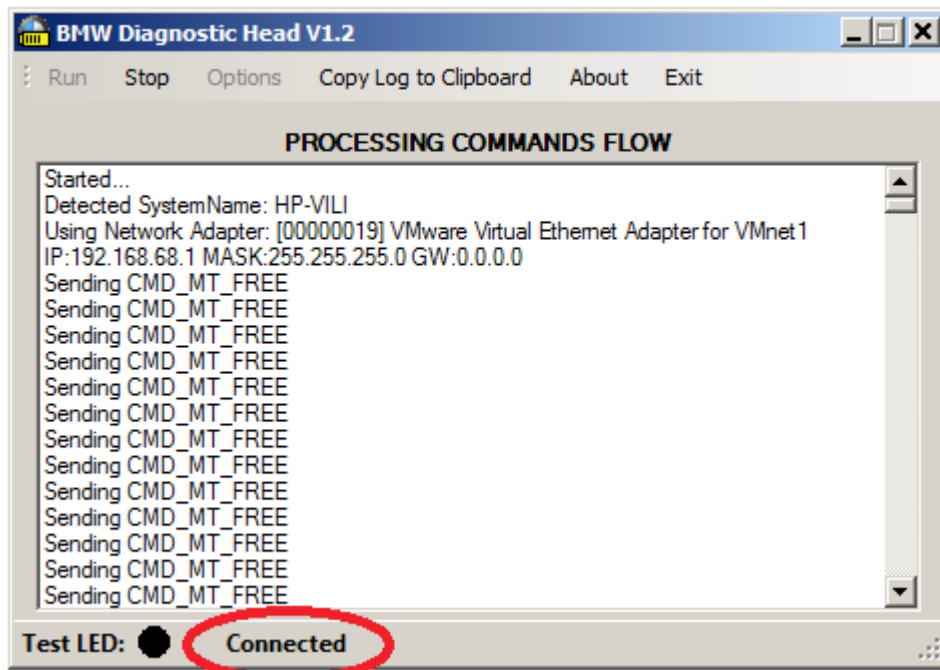 BMW Diagnostic Head V1.2
Run Stop Options Copy Log to Clipboard About Exit
PROCESSING COMMANDS FLOW
Started...
Detected SystemName: HP-VILI
Using Network Adapter: [00000019] VMware Virtual Ethernet Adapter for VMnet1
IP:192.168.68.1 MASK:255.255.255.0 GW:0.0.0.0
Sending CMD_MT_FREE
Sending CMD_MT_FREE
Sending CMD_MT_FREE
Sending CMD_MT_FREE
Sending CMD_MT_FREE
Sending CMD_MT_FREE
Sending CMD_MT_FREE
Sending CMD_MT_FREE
Sending CMD_MT_FREE
Sending CMD_MT_FREE
Sending CMD_MT_FREE
Sending CMD_MT_FREE
Sending CMD_MT_FREE
Test LED: Connected